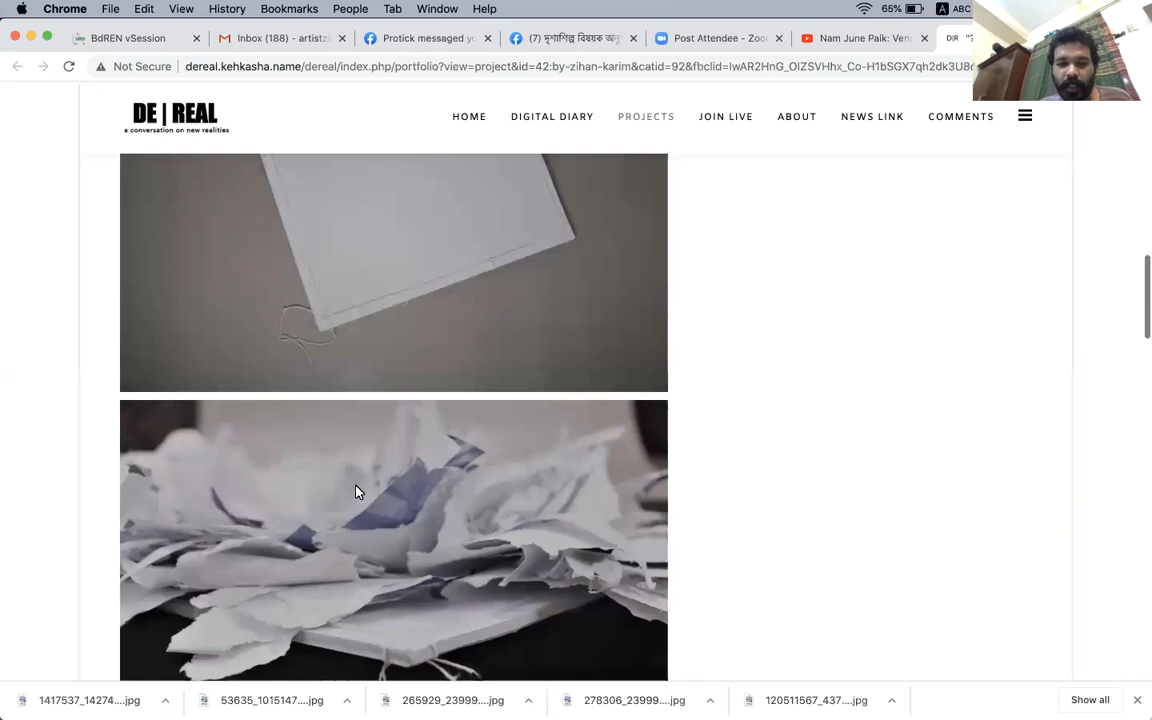 Chrome File Edit View History Bookmarks People Tab Window Help 65% A ABC
BdREN vSession Inbox (188) - artistzi Protick messaged yo (7) দৃশ্যশিল্প বিষয়ক Post Attendee - Zoo Nam June Paik: Venu D|R "?
Not Secure dereal.kehkasha.name/dereal/index.php/portfolio?view=project&id=42:by-zihan-karim&catid=92&fbclid=IwAR2HnG_OIZSVHhx_Co-H1bSGX7qh2dk3U8
DE | REAL
a conversation on new realities
HOME DIGITAL DIARY PROJECTS JOIN LIVE ABOUT NEWS LINK COMMENTS
1417537_14274....jpg 53635_1015147....jpg 265929_23999....jpg 278306_23999....jpg 120511567_437....jpg Show all